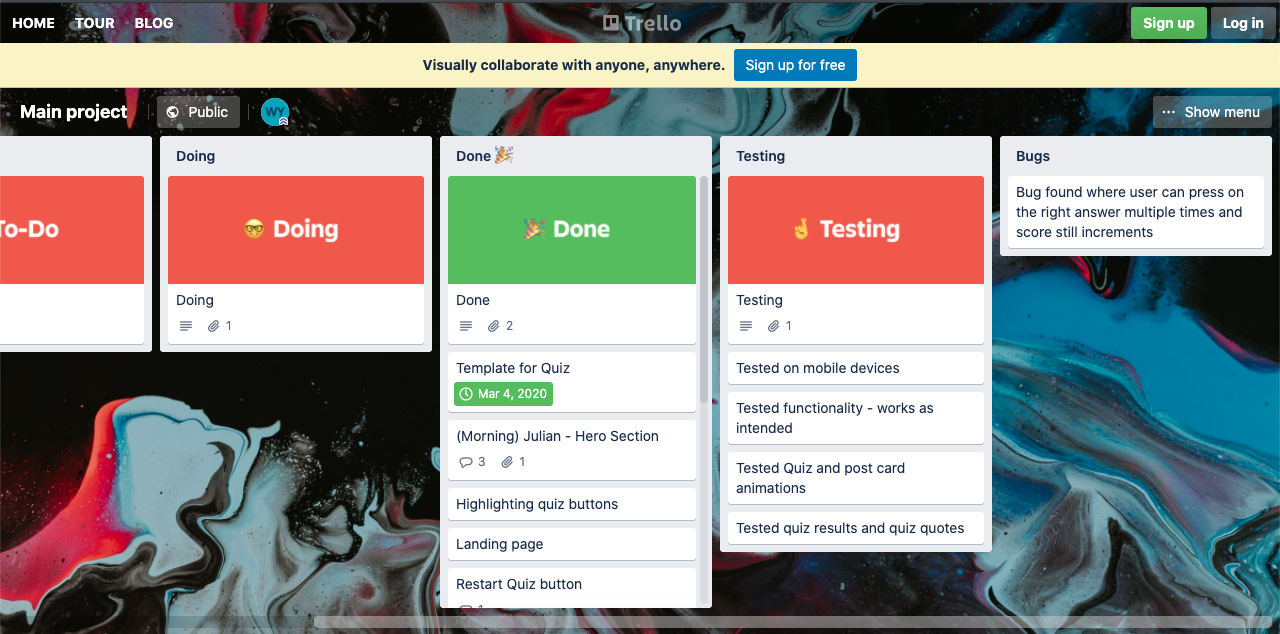 HOME TOUR BLOG
Trello
Sign up
Log in
Visually collaborate with anyone, anywhere.
Sign up for free
Main project
Public
WY
··· Show menu
To-Do
Doing
🤓 Doing
Doing
1
Done 🎉
🎉 Done
Done
2
Template for Quiz
Mar 4, 2020
(Morning) Julian - Hero Section
3 1
Highlighting quiz buttons
Landing page
Restart Quiz button
1
Testing
🤞 Testing
Testing
1
Tested on mobile devices
Tested functionality - works as
intended
Tested Quiz and post card
animations
Tested quiz results and quiz quotes
Bugs
Bug found where user can press on
the right answer multiple times and
score still increments